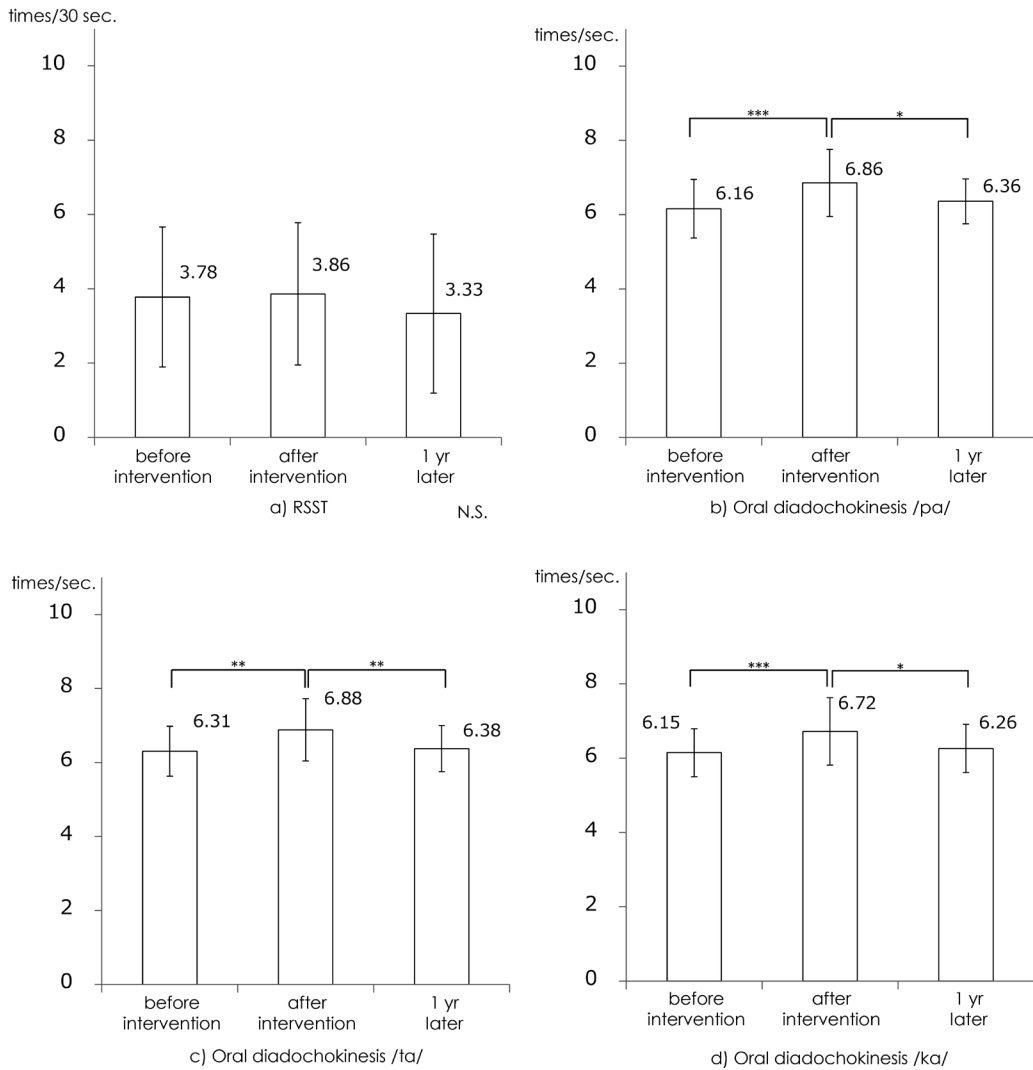 times/30 sec.
10
8
6
4
2
0
3.78
3.86
3.33
before
intervention
after
intervention
1 yr
later
a) RSST
N.S.
times/sec.
10
8
6
4
2
0
***
*
6.16
6.86
6.36
before
intervention
after
intervention
1 yr
later
b) Oral diadochokinesis /pa/
times/sec.
10
8
6
4
2
0
**
**
6.31
6.88
6.38
before
intervention
after
intervention
1 yr
later
c) Oral diadochokinesis /ta/
times/sec.
10
8
6
4
2
0
***
*
6.15
6.72
6.26
before
intervention
after
intervention
1 yr
later
d) Oral diadochokinesis /ka/